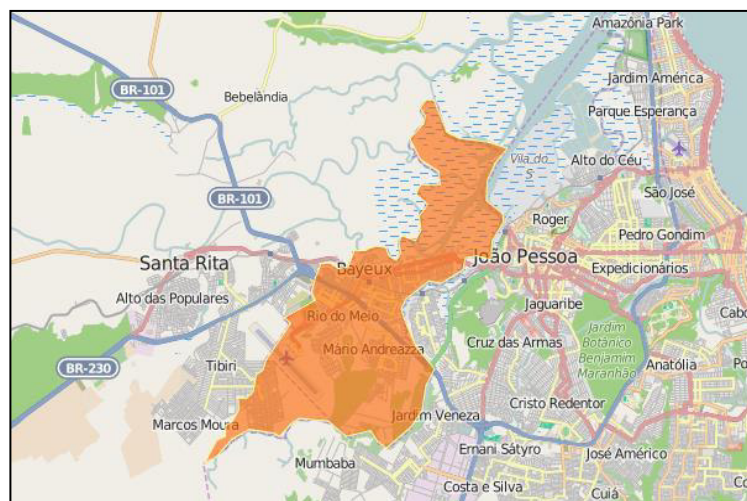 Amazônia Park
Jardim América
BR-101
Bebelândia
Parque Esperança
Vila do
S
Alto do Céu
BR-101
São José
Roger
Pedro Gondim
Santa Rita
Bayeux
João Pessoa
Expedicionários
Alto das Populares
Rio do Meio
Jaguaribe
Jardim
Botânico
Benjamim
Maranhão
Cabo
Mário Andreazza
Cruz das Armas
Anatólia
Po
BR-230
Tibiri
Marcos Moura
Jardim Veneza
Cristo Redentor
Ernani Sátyro
José Américo
Mumbaba
Costa e Silva
Cuiá